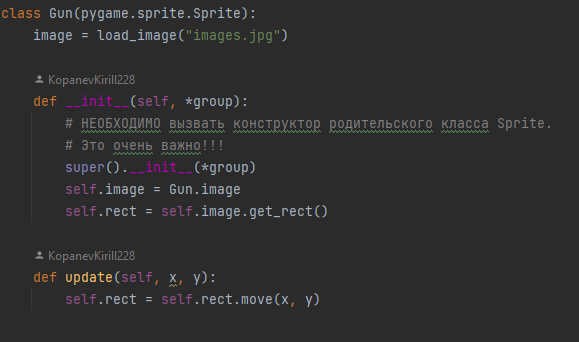 class Gun(pygame.sprite.Sprite):
    image = load_image("images.jpg")
    KopanevKirill228
    def __init__(self, *group):
        # НЕОБХОДИМО вызвать конструктор родительского класса Sprite.
        # Это очень важно!!!
        super().__init__(*group)
        self.image = Gun.image
        self.rect = self.image.get_rect()
    KopanevKirill228
    def update(self, x, y):
        self.rect = self.rect.move(x, y)